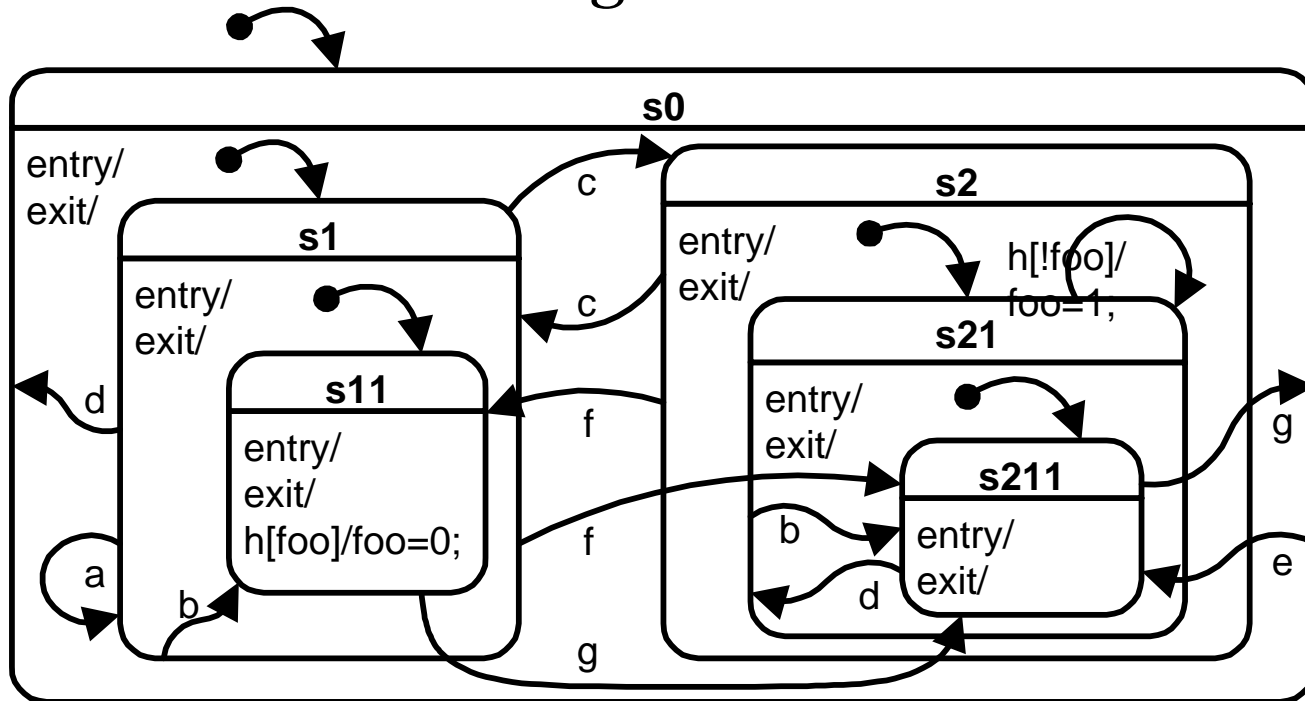 g
s0
entry/
exit/
s1
entry/
exit/
s11
entry/
exit/
h[foo]/foo=0;
a
b
d
c
c
f
f
g
s2
entry/
exit/
h[!foo]/
foo=1;
s21
entry/
exit/
s211
entry/
exit/
b
d
g
e